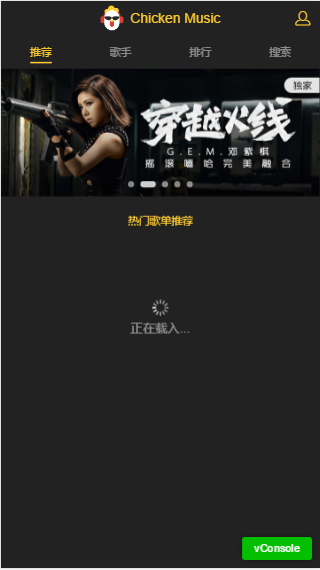 Chicken Music
推荐
歌手
排行
搜索
独家
穿越火线
G.E.M.邓紫棋
摇滚嘻哈完美融合
热门歌单推荐
正在载入...
vConsole